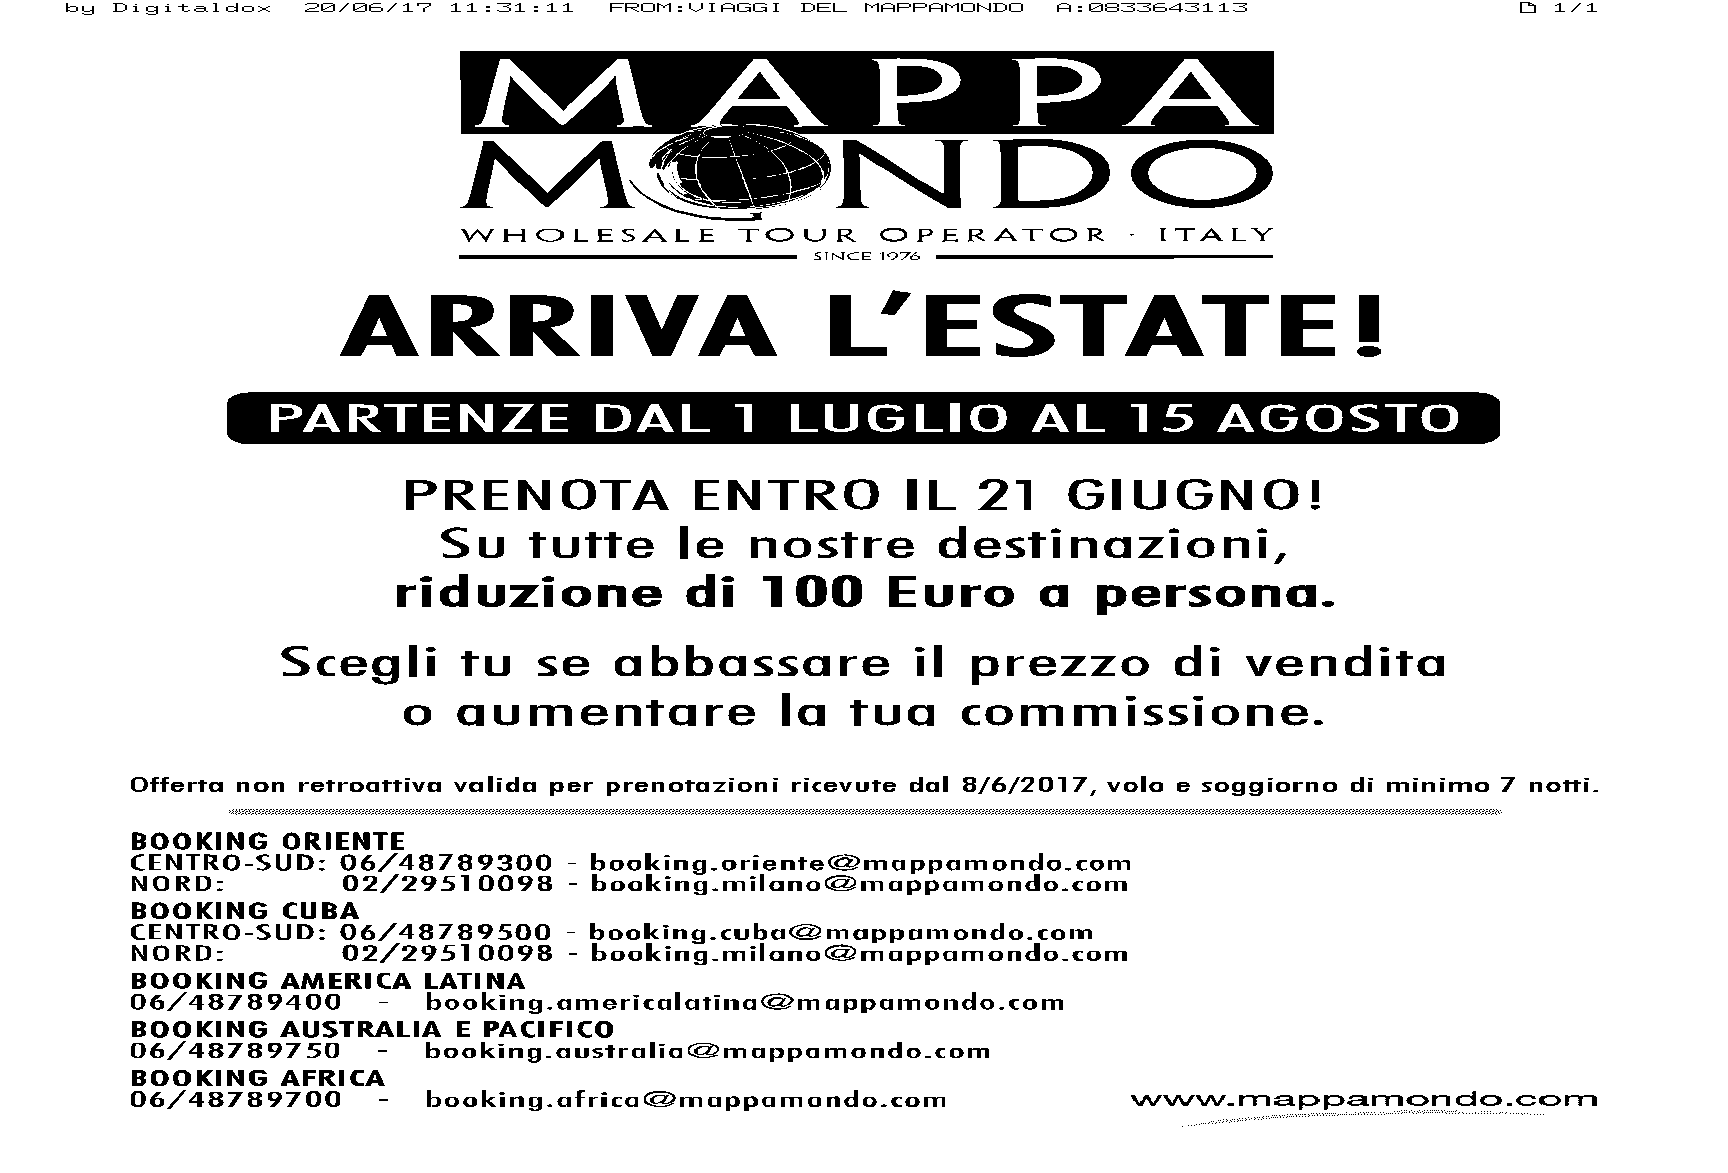 by Digitaldox 20/06/17 11:31:11 FROM:VIAGGI DEL MAPPAMONDO A:0833643113 1/1
MAPPA
MONDO
WHOLESALE TOUR OPERATOR · ITALY
SINCE 1976
ARRIVA L'ESTATE!
PARTENZE DAL 1 LUGLIO AL 15 AGOSTO
PRENOTA ENTRO IL 21 GIUGNO!
Su tutte le nostre destinazioni,
riduzione di 100 Euro a persona.
Scegli tu se abbassare il prezzo di vendita
o aumentare la tua commissione.
Offerta non retroattiva valida per prenotazioni ricevute dal 8/6/2017, volo e soggiorno di minimo 7 notti.
BOOKING ORIENTE
CENTRO-SUD: 06/48789300 - booking.oriente@mappamondo.com
NORD: 02/29510098 - booking.milano@mappamondo.com
BOOKING CUBA
CENTRO-SUD: 06/48789500 - booking.cuba@mappamondo.com
NORD: 02/29510098 - booking.milano@mappamondo.com
BOOKING AMERICA LATINA
06/48789400 - booking.americalatina@mappamondo.com
BOOKING AUSTRALIA E PACIFICO
06/48789750 - booking.australia@mappamondo.com
BOOKING AFRICA
06/48789700 - booking.africa@mappamondo.com
www.mappamondo.com